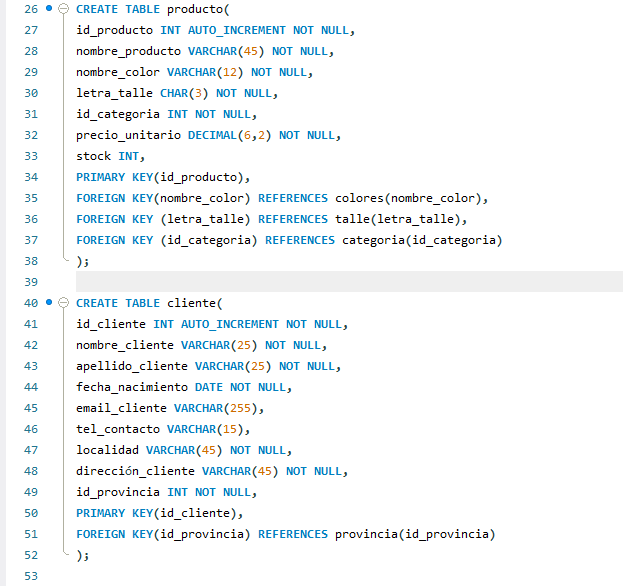 26 CREATE TABLE producto(
27 id_producto INT AUTO_INCREMENT NOT NULL,
28 nombre_producto VARCHAR(45) NOT NULL,
29 nombre_color VARCHAR(12) NOT NULL,
30 letra_talle CHAR(3) NOT NULL,
31 id_categoria INT NOT NULL,
32 precio_unitario DECIMAL(6,2) NOT NULL,
33 stock INT,
34 PRIMARY KEY(id_producto),
35 FOREIGN KEY(nombre_color) REFERENCES colores(nombre_color),
36 FOREIGN KEY (letra_talle) REFERENCES talle(letra_talle),
37 FOREIGN KEY (id_categoria) REFERENCES categoria(id_categoria)
38 );
39
40 CREATE TABLE cliente(
41 id_cliente INT AUTO_INCREMENT NOT NULL,
42 nombre_cliente VARCHAR(25) NOT NULL,
43 apellido_cliente VARCHAR(25) NOT NULL,
44 fecha_nacimiento DATE NOT NULL,
45 email_cliente VARCHAR(255),
46 tel_contacto VARCHAR(15),
47 localidad VARCHAR(45) NOT NULL,
48 dirección_cliente VARCHAR(45) NOT NULL,
49 id_provincia INT NOT NULL,
50 PRIMARY KEY(id_cliente),
51 FOREIGN KEY(id_provincia) REFERENCES provincia(id_provincia)
52 );
53